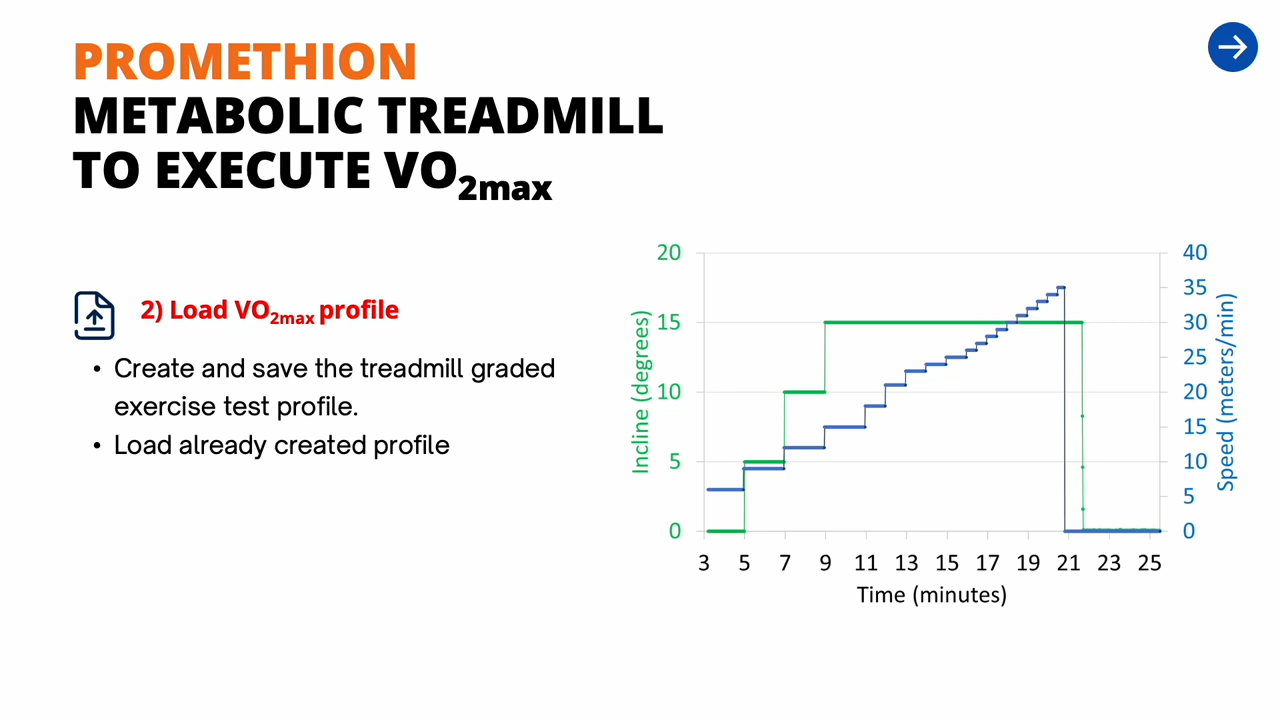 PROMETHION
METABOLIC TREADMILL
TO EXECUTE VO2max
2) Load VO2max profile
• Create and save the treadmill graded
exercise test profile.
• Load already created profile
20
15
10
5
0
Incline (degrees)
40
35
30
25
20
15
10
5
0
Speed (meters/min)
3 5 7 9 11 13 15 17 19 21 23 25
Time (minutes)